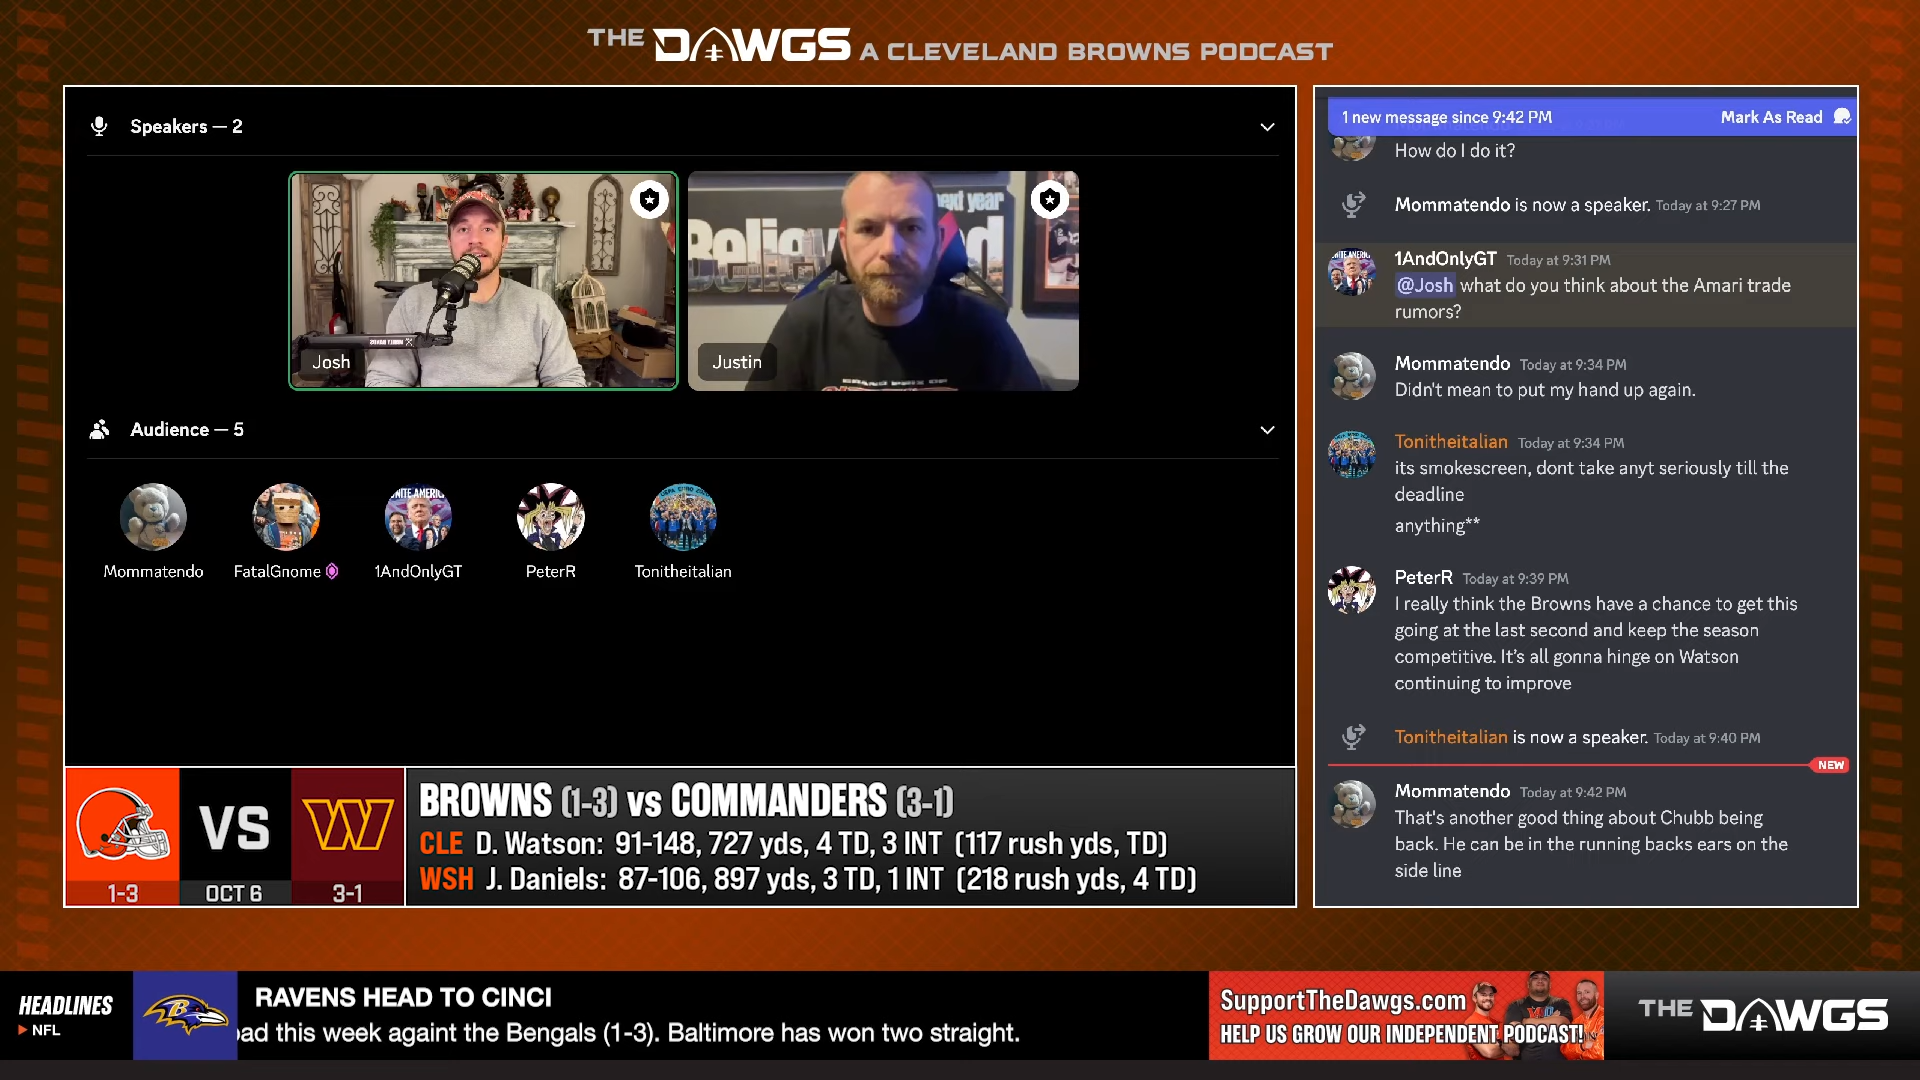 THE DAWGS A CLEVELAND BROWNS PODCAST
Speakers — 2
Josh
next year
Justin
Audience — 5
Mommatendo
FatalGnome
1AndOnlyGT
PeterR
Tonitheitalian
1 new message since 9:42 PM
Mark As Read
How do I do it?
Mommatendo is now a speaker. Today at 9:27 PM
1AndOnlyGT Today at 9:31 PM
@Josh what do you think about the Amari trade
rumors?
Mommatendo Today at 9:34 PM
Didn't mean to put my hand up again.
Tonitheitalian Today at 9:34 PM
its smokescreen, dont take anyt seriously till the
deadline
anything**
PeterR Today at 9:39 PM
I really think the Browns have a chance to get this
going at the last second and keep the season
competitive. It's all gonna hinge on Watson
continuing to improve
Tonitheitalian is now a speaker. Today at 9:40 PM
NEW
Mommatendo Today at 9:42 PM
That's another good thing about Chubb being
back. He can be in the running backs ears on the
side line
VS
1-3
OCT 6
3-1
BROWNS (1-3) vs COMMANDERS (3-1)
CLE D. Watson: 91-148, 727 yds, 4 TD, 3 INT (117 rush yds, TD)
WSH J. Daniels: 87-106, 897 yds, 3 TD, 1 INT (218 rush yds, 4 TD)
HEADLINES
NFL
RAVENS HEAD TO CINCI
ad this week againt the Bengals (1-3). Baltimore has won two straight.
SupportTheDawgs.com
HELP US GROW OUR INDEPENDENT PODCAST!
THE DAWGS